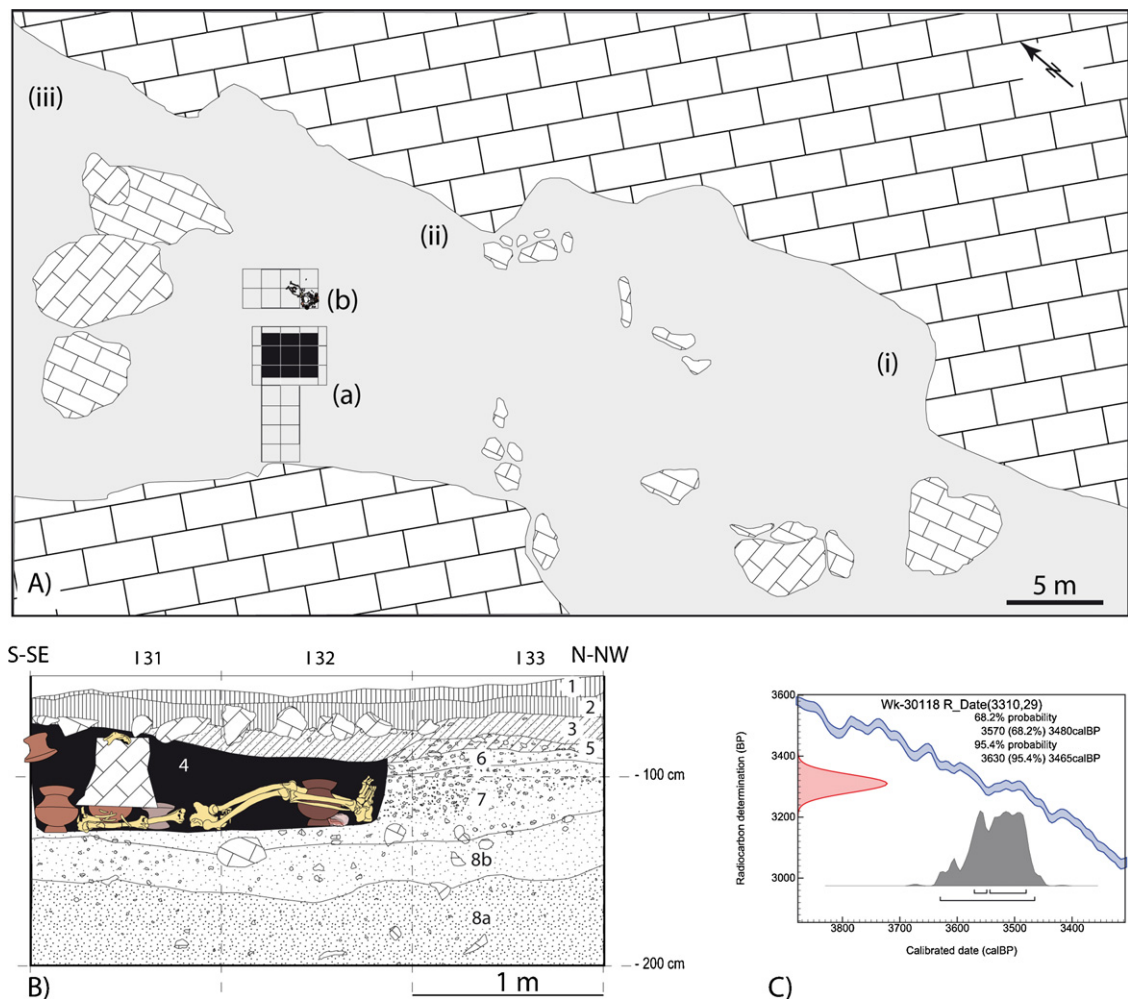 N
(iii)
(ii)
(b)
(i)
(a)
A)
5 m
S-SE
I 31
I 32
I 33
N-NW
1
2
3
5
4
6
- 100 cm
7
8b
8a
- 200 cm
B)
1 m
3600
Wk-30118 R_Date(3310,29)
68.2% probability
3570 (68.2%) 3480calBP
95.4% probability
3630 (95.4%) 3465calBP
3400
3200
3000
Radiocarbon determination (BP)
3800
3700
3600
3500
3400
Calibrated date (calBP)
C)